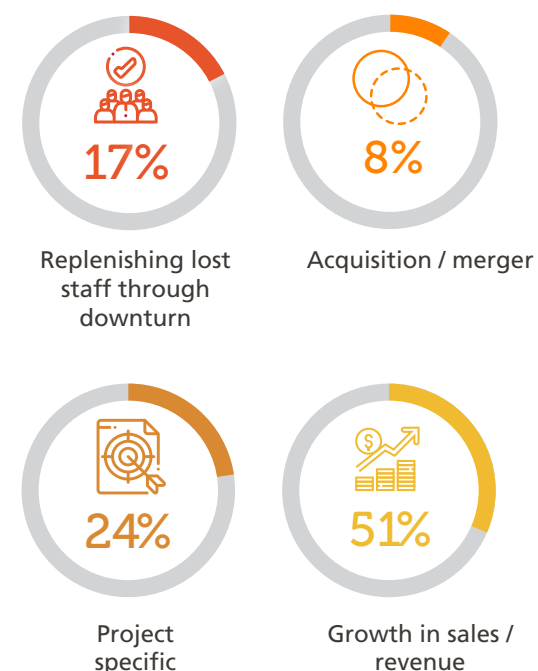 17%
Replenishing lost
staff through
downturn
8%
Acquisition / merger
24%
Project
specific
$
51%
Growth in sales /
revenue